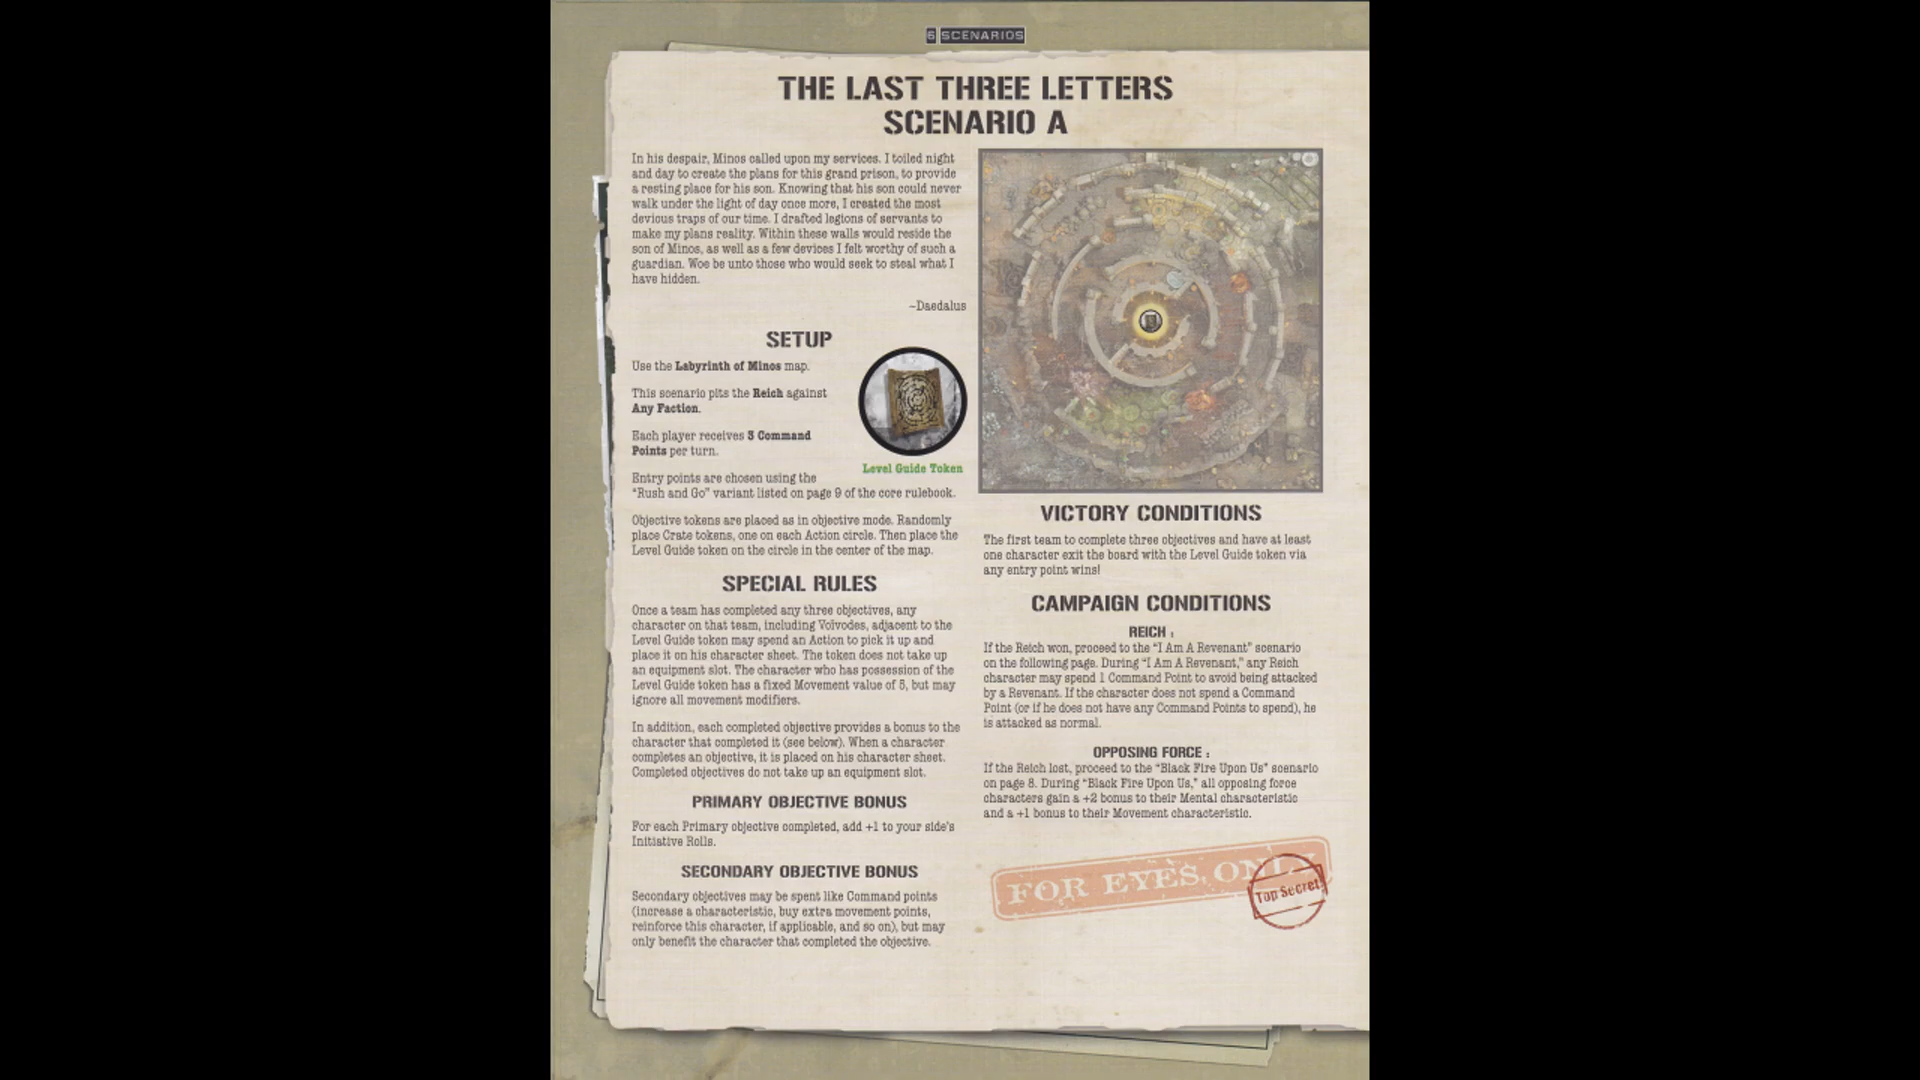 6 SCENARIOS
THE LAST THREE LETTERS
SCENARIO A
In his despair, Minos called upon my services. I toiled night
and day to create the plans for this grand prison, to provide
a resting place for his son. Knowing that his son could never
walk under the light of day once more, I created the most
devious traps of our time. I drafted legions of servants to
make my plans reality. Within these walls would reside the
son of Minos, as well as a few devices I felt worthy of such a
guardian. Woe be unto those who would seek to steal what I
have hidden.
~Daedalus
SETUP
Use the Labyrinth of Minos map.
This scenario pits the Reich against
Any Faction.
Each player receives 3 Command
Points per turn.
Level Guide Token
Entry points are chosen using the
“Rush and Go” variant listed on page 9 of the core rulebook.
Objective tokens are placed as in objective mode. Randomly
place Crate tokens, one on each Action circle. Then place the
Level Guide token on the circle in the center of the map.
SPECIAL RULES
Once a team has completed any three objectives, any
character on that team, including Voivodes, adjacent to the
Level Guide token may spend an Action to pick it up and
place it on his character sheet. The token does not take up
an equipment slot. The character who has possession of the
Level Guide token has a fixed Movement value of 5, but may
ignore all movement modifiers.
In addition, each completed objective provides a bonus to the
character that completed it (see below). When a character
completes an objective, it is placed on his character sheet.
Completed objectives do not take up an equipment slot.
PRIMARY OBJECTIVE BONUS
For each Primary objective completed, add +1 to your side’s
Initiative Rolls.
SECONDARY OBJECTIVE BONUS
Secondary objectives may be spent like Command points
(increase a characteristic, buy extra movement points,
reinforce this character, if applicable, and so on), but may
only benefit the character that completed the objective.
VICTORY CONDITIONS
The first team to complete three objectives and have at least
one character exit the board with the Level Guide token via
any entry point wins!
CAMPAIGN CONDITIONS
REICH :
If the Reich won, proceed to the “I Am A Revenant” scenario
on the following page. During “I Am A Revenant,” any Reich
character may spend 1 Command Point to avoid being attacked
by a Revenant. If the character does not spend a Command
Point (or if he does not have any Command Points to spend), he
is attacked as normal.
OPPOSING FORCE :
If the Reich lost, proceed to the “Black Fire Upon Us” scenario
on page 8. During “Black Fire Upon Us,” all opposing force
characters gain a +2 bonus to their Mental characteristic
and a +1 bonus to their Movement characteristic.
FOR EYES ONLY
Top Secret